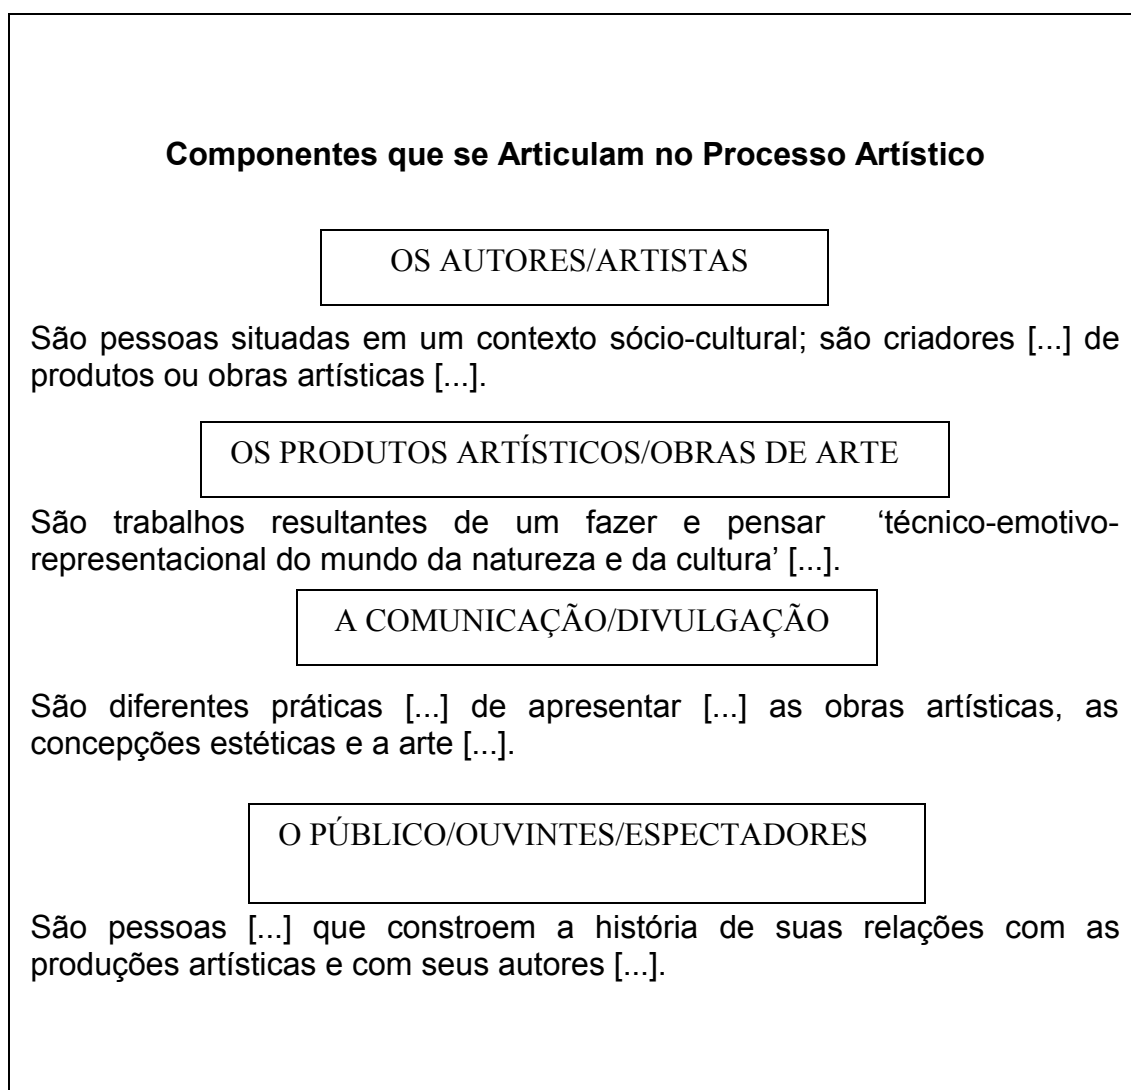 Componentes que se Articulam no Processo Artístico
OS AUTORES/ARTISTAS
São pessoas situadas em um contexto sócio-cultural; são criadores [...] de
produtos ou obras artísticas [...].
OS PRODUTOS ARTÍSTICOS/OBRAS DE ARTE
São trabalhos resultantes de um fazer e pensar ‘técnico-emotivo-
representacional do mundo da natureza e da cultura’ [...].
A COMUNICAÇÃO/DIVULGAÇÃO
São diferentes práticas [...] de apresentar [...] as obras artísticas, as
concepções estéticas e a arte [...].
O PÚBLICO/OUVINTES/ESPECTADORES
São pessoas [...] que constroem a história de suas relações com as
produções artísticas e com seus autores [...].